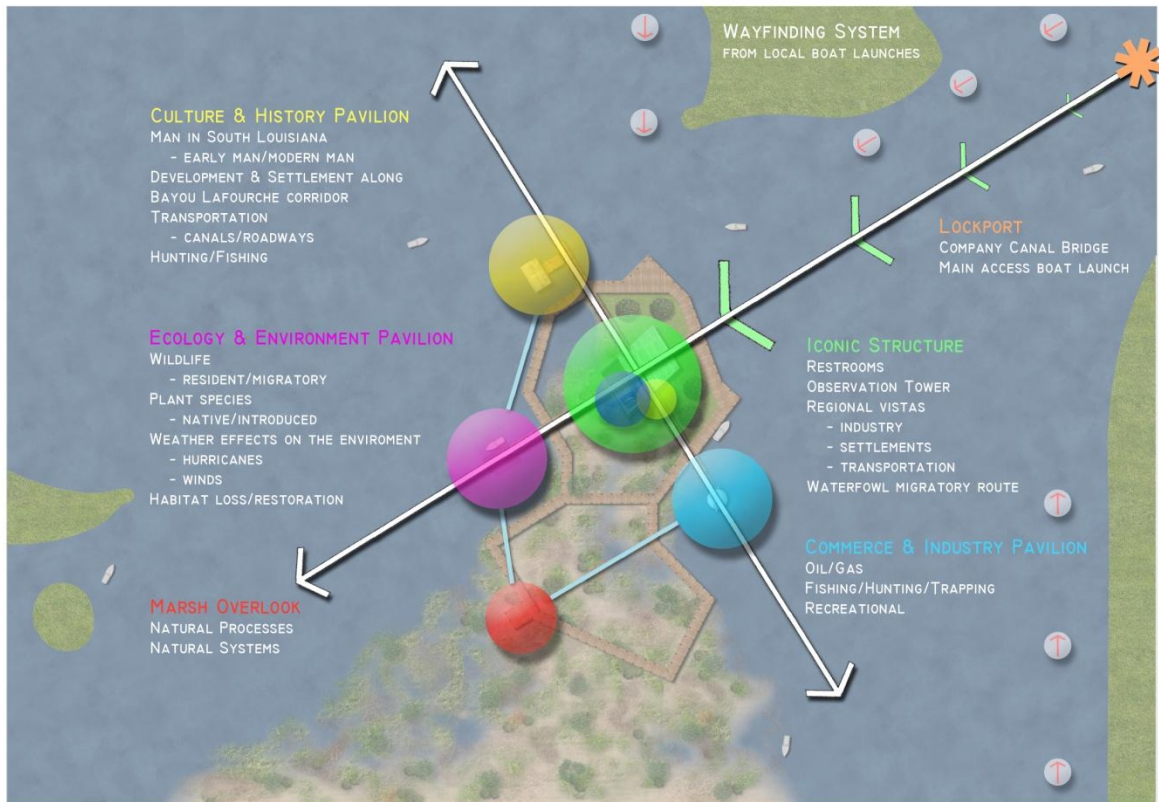 Wayfinding System
from local boat launches
Culture & History Pavilion
Man in South Louisiana
- early man/modern man
Development & Settlement along
Bayou Lafourche corridor
Transportation
- canals/roadways
Hunting/Fishing
Lockport
Company Canal Bridge
Main access boat launch
Ecology & Environment Pavilion
Wildlife
- resident/migratory
Plant species
- native/introduced
Weather effects on the enviroment
- hurricanes
- winds
Habitat loss/restoration
Iconic Structure
Restrooms
Observation Tower
Regional vistas
- industry
- settlements
- transportation
Waterfowl migratory route
Commerce & Industry Pavilion
Oil/Gas
Fishing/Hunting/Trapping
Recreational
Marsh Overlook
Natural Processes
Natural Systems